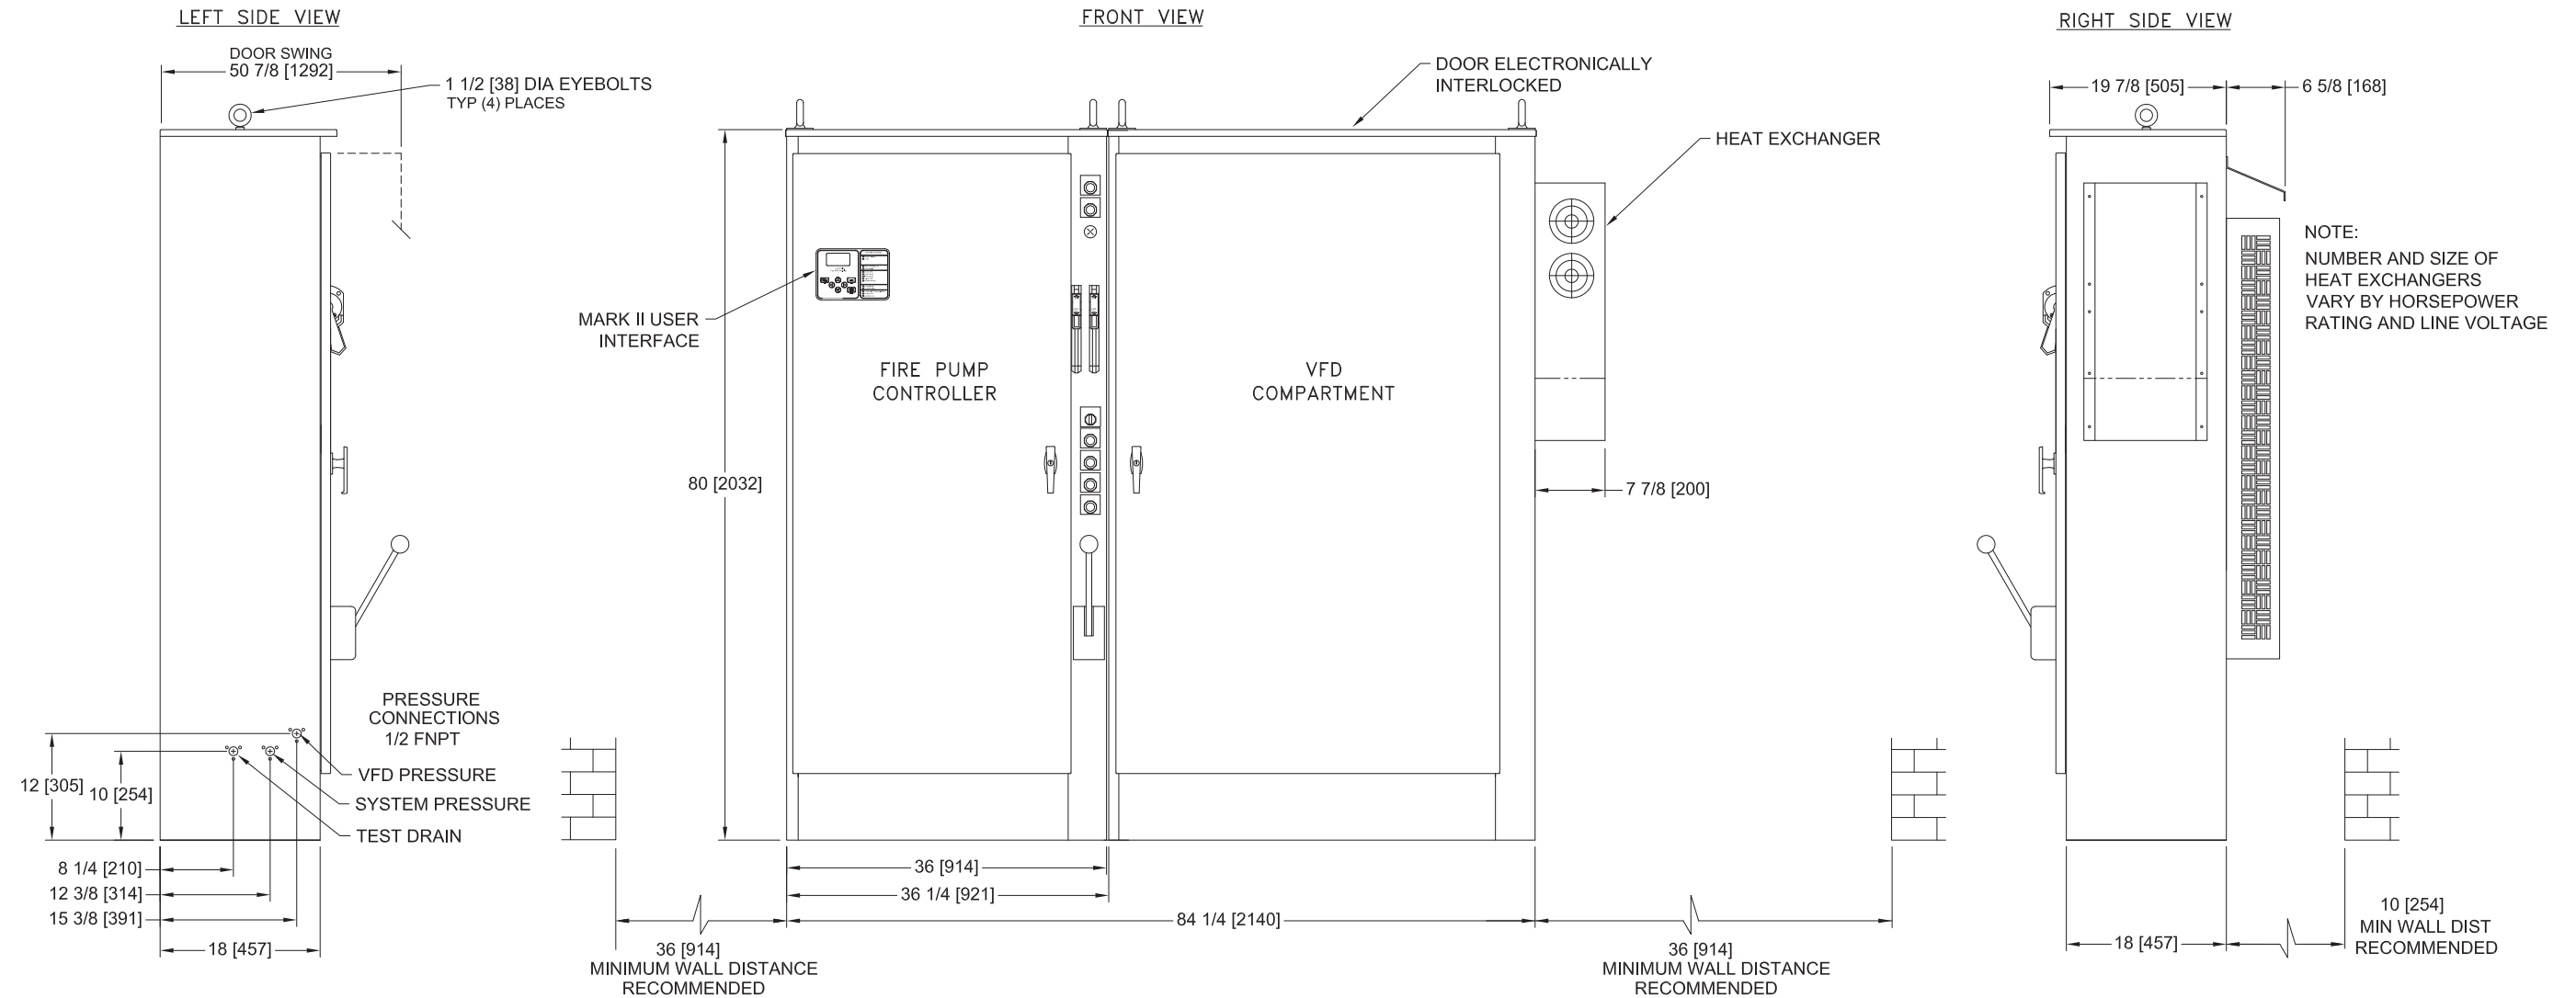 LEFT SIDE VIEW
DOOR SWING
50 7/8 [1292]
1 1/2 [38] DIA EYEBOLTS
TYP (4) PLACES
PRESSURE
CONNECTIONS
1/2 FNPT
VFD PRESSURE
SYSTEM PRESSURE
TEST DRAIN
12 [305]
10 [254]
8 1/4 [210]
12 3/8 [314]
15 3/8 [391]
18 [457]
FRONT VIEW
DOOR ELECTRONICALLY
INTERLOCKED
HEAT EXCHANGER
MARK II USER
INTERFACE
FIRE PUMP
CONTROLLER
VFD
COMPARTMENT
80 [2032]
7 7/8 [200]
36 [914]
36 1/4 [921]
84 1/4 [2140]
36 [914]
MINIMUM WALL DISTANCE
RECOMMENDED
36 [914]
MINIMUM WALL DISTANCE
RECOMMENDED
RIGHT SIDE VIEW
19 7/8 [505]
6 5/8 [168]
NOTE:
NUMBER AND SIZE OF
HEAT EXCHANGERS
VARY BY HORSEPOWER
RATING AND LINE VOLTAGE
18 [457]
10 [254]
MIN WALL DIST
RECOMMENDED